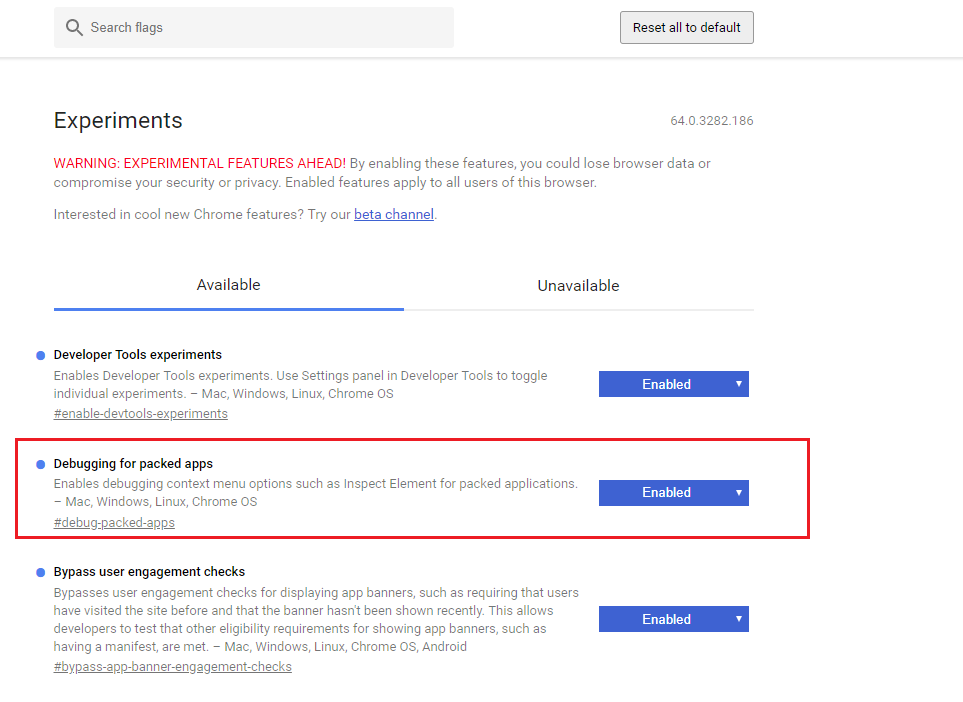 Search flags
Reset all to default
Experiments
64.0.3282.186
WARNING: EXPERIMENTAL FEATURES AHEAD! By enabling these features, you could lose browser data or
compromise your security or privacy. Enabled features apply to all users of this browser.
Interested in cool new Chrome features? Try our beta channel.
Available
Unavailable
Developer Tools experiments
Enables Developer Tools experiments. Use Settings panel in Developer Tools to toggle
individual experiments. – Mac, Windows, Linux, Chrome OS
#enable-devtools-experiments
Enabled
Debugging for packed apps
Enables debugging context menu options such as Inspect Element for packed applications.
– Mac, Windows, Linux, Chrome OS
#debug-packed-apps
Enabled
Bypass user engagement checks
Bypasses user engagement checks for displaying app banners, such as requiring that users
have visited the site before and that the banner hasn't been shown recently. This allows
developers to test that other eligibility requirements for showing app banners, such as
having a manifest, are met. – Mac, Windows, Linux, Chrome OS, Android
#bypass-app-banner-engagement-checks
Enabled